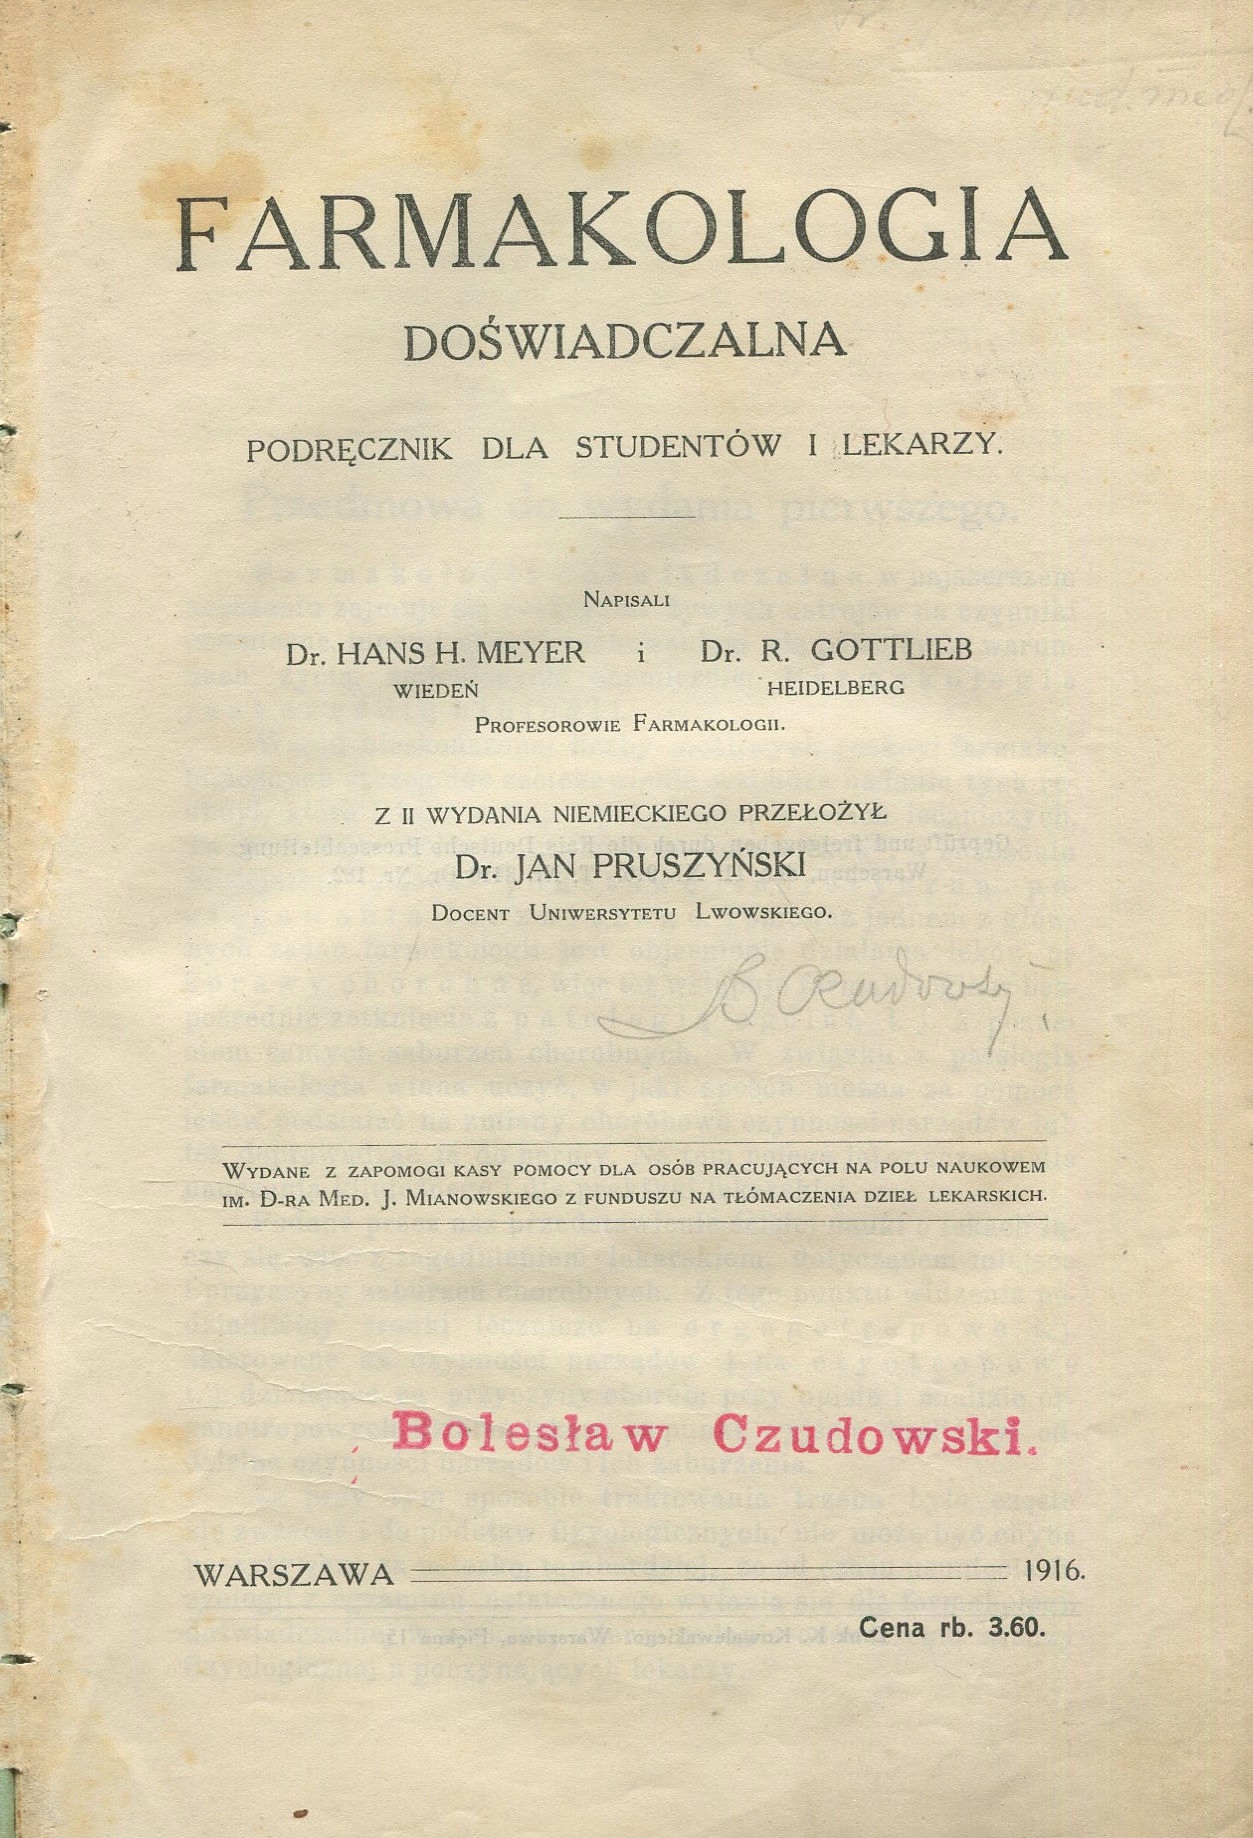 FARMAKOLOGIA
DOŚWIADCZALNA
PODRĘCZNIK DLA STUDENTÓW I LEKARZY.
NAPISALI
Dr. HANS H. MEYER i Dr. R. GOTTLIEB
WIEDEŃ HEIDELBERG
PROFESOROWIE FARMAKOLOGII.
Z II WYDANIA NIEMIECKIEGO PRZEŁOŻYŁ
Dr. JAN PRUSZYŃSKI
DOCENT UNIWERSYTETU LWOWSKIEGO.
B Czudowski
WYDANE Z ZAPOMOGI KASY POMOCY DLA OSÓB PRACUJĄCYCH NA POLU NAUKOWEM
IM. D-RA MED. J. MIANOWSKIEGO Z FUNDUSZU NA TŁÓMACZENIA DZIEŁ LEKARSKICH.
Bolesław Czudowski.
WARSZAWA 1916.
Cena rb. 3.60.